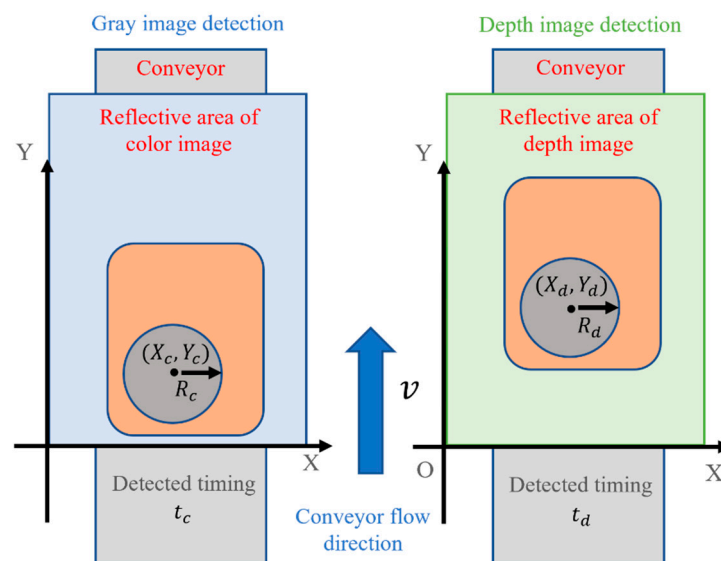 Gray image detection
Conveyor
Reflective area of
color image
Y
(X_c, Y_c)
R_c
X
Detected timing
t_c
v
Conveyor flow
direction
Depth image detection
Conveyor
Reflective area of
depth image
Y
(X_d, Y_d)
R_d
O
X
Detected timing
t_d